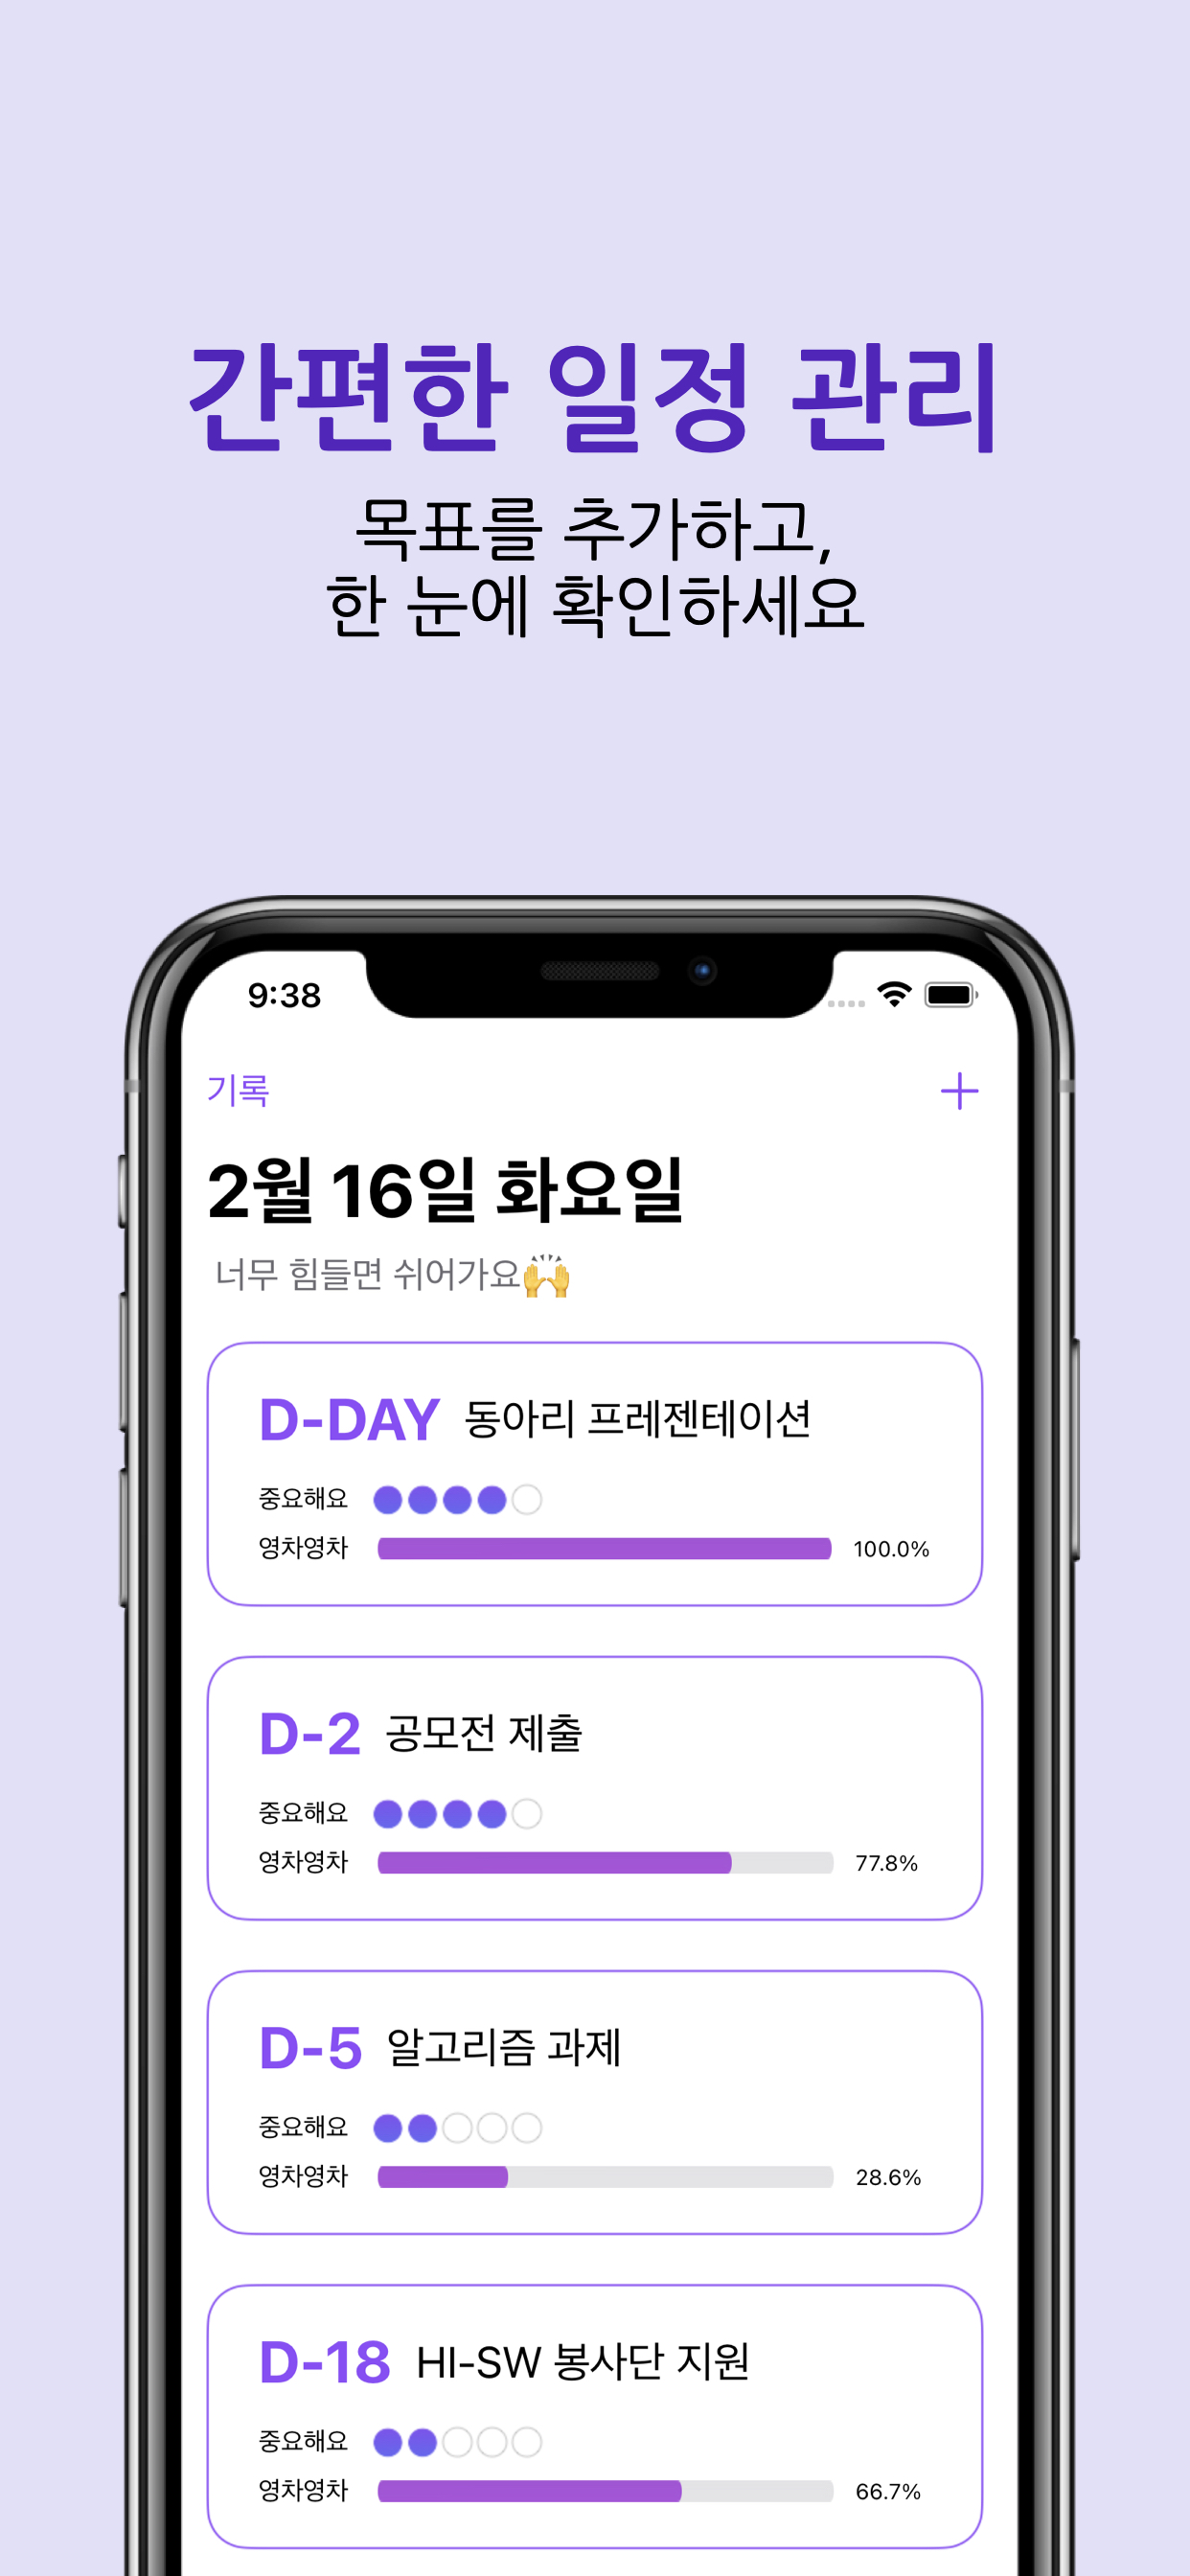 간편한 일정 관리
목표를 추가하고,
한 눈에 확인하세요
9:38
기록
2월 16일 화요일
너무 힘들면 쉬어가요🙌
D-DAY 동아리 프레젠테이션
중요해요
영차영차 100.0%
D-2 공모전 제출
중요해요
영차영차 77.8%
D-5 알고리즘 과제
중요해요
영차영차 28.6%
D-18 HI-SW 봉사단 지원
중요해요
영차영차 66.7%